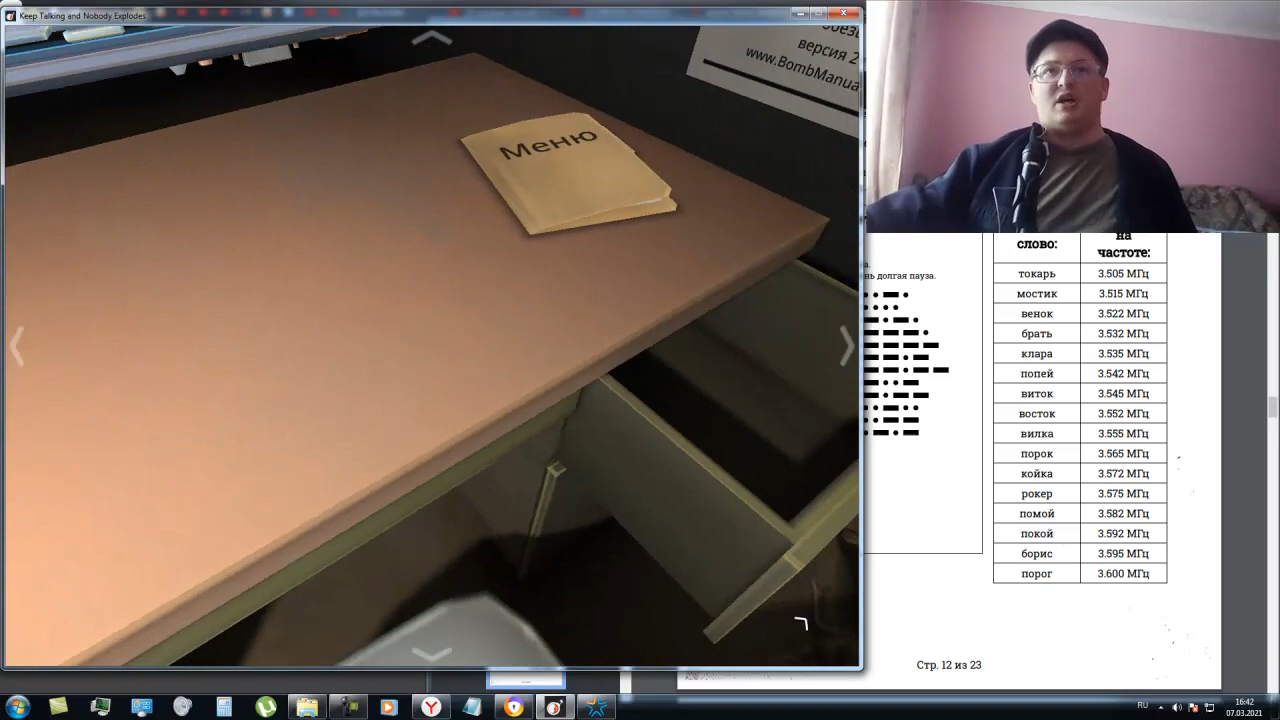 Keep Talking and Nobody Explodes
версия 2
www.BombManua
Меню
слово:
на
частоте:
нь долгая пауза.
токарь 3.505 МГц
мостик 3.515 МГц
венок 3.522 МГц
брать 3.532 МГц
клара 3.535 МГц
попей 3.542 МГц
виток 3.545 МГц
восток 3.552 МГц
вилка 3.555 МГц
порок 3.565 МГц
койка 3.572 МГц
рокер 3.575 МГц
помой 3.582 МГц
покой 3.592 МГц
борис 3.595 МГц
порог 3.600 МГц
Стр. 12 из 23
RU
16:42
07.03.2021